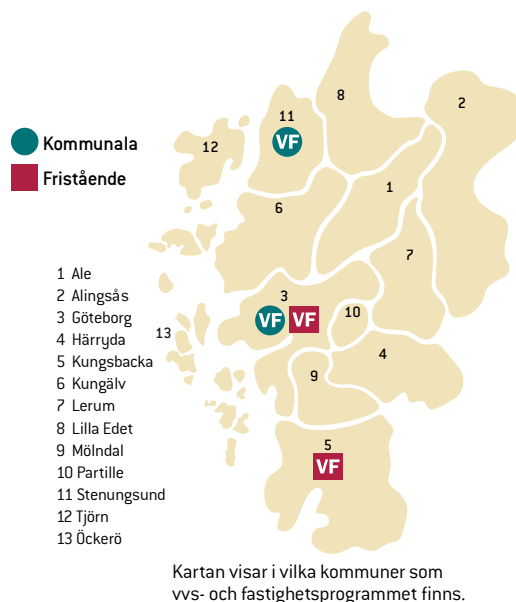 8
2
11
Kommunala
12
VF
Fristående
1
6
7
1 Ale
2 Alingsås
3
3 Göteborg
10
4 Härryda
VF VF
13
5 Kungsbacka
4
6 Kungälv
9
7 Lerum
8 Lilla Edet
9 Mölndal
5
10 Partille
VF
11 Stenungsund
12 Tjörn
13 Öckerö
Kartan visar i vilka kommuner som
vvs- och fastighetsprogrammet finns.